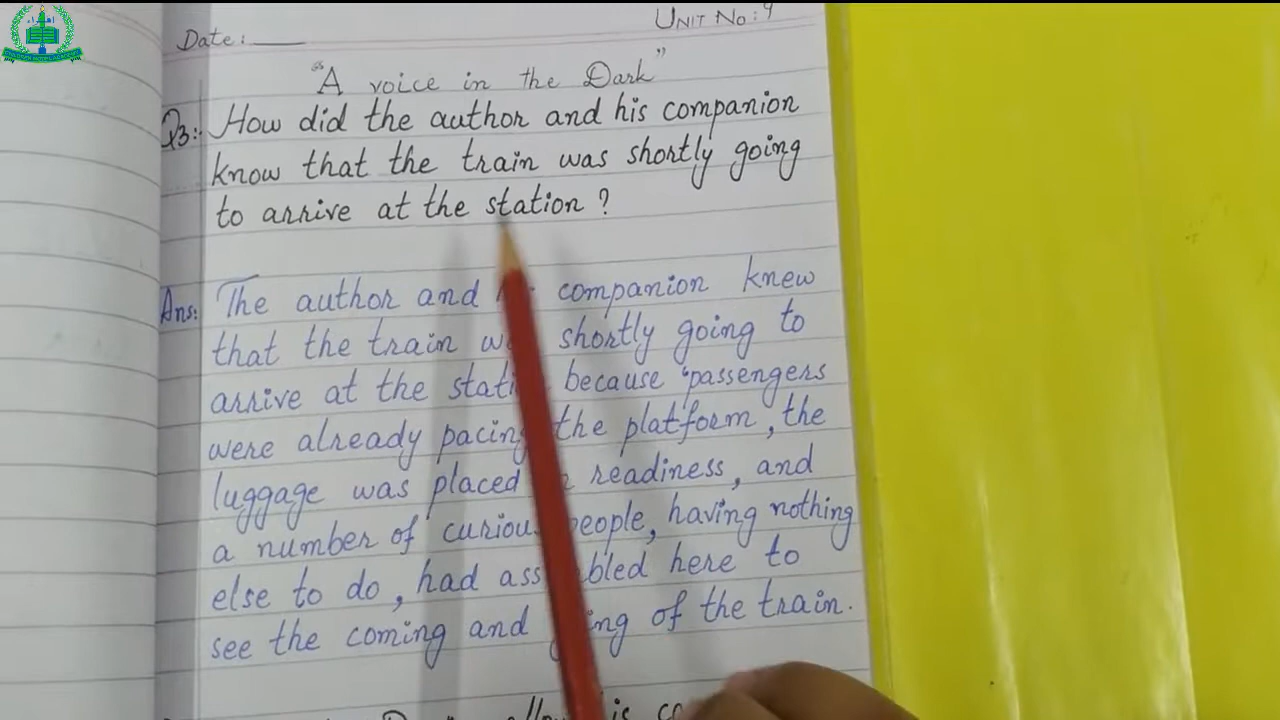 Date:
UNIT No: 9
"A voice in the Dark"
Q3:- How did the author and his companion
know that the train was shortly going
to arrive at the station ?
Ans: The author and companion knew
that the train shortly going to
arrive at the because "passengers
were already pacing the platform, the
luggage was placed readiness, and
a number of curious people, having nothing
else to do, had assembled here to
see the coming and going of the train.